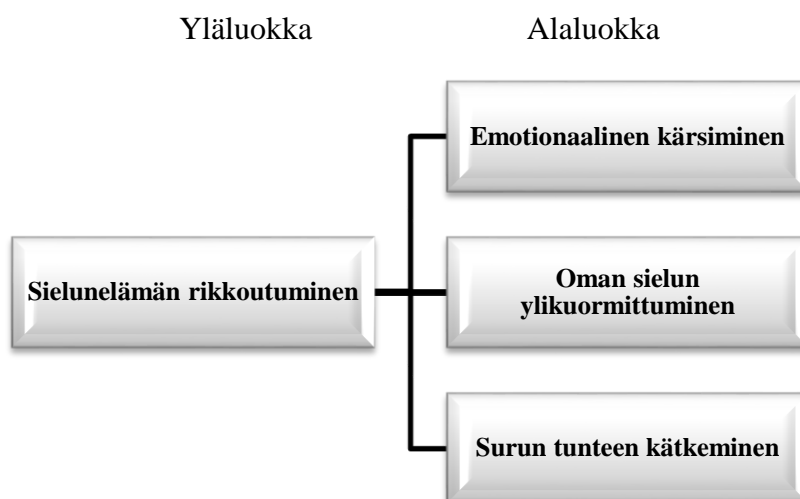 Yläluokka
Alaluokka
Emotionaalinen kärsiminen
Sielunelämän rikkoutuminen
Oman sielun
ylikuormittuminen
Surun tunteen kätkeminen